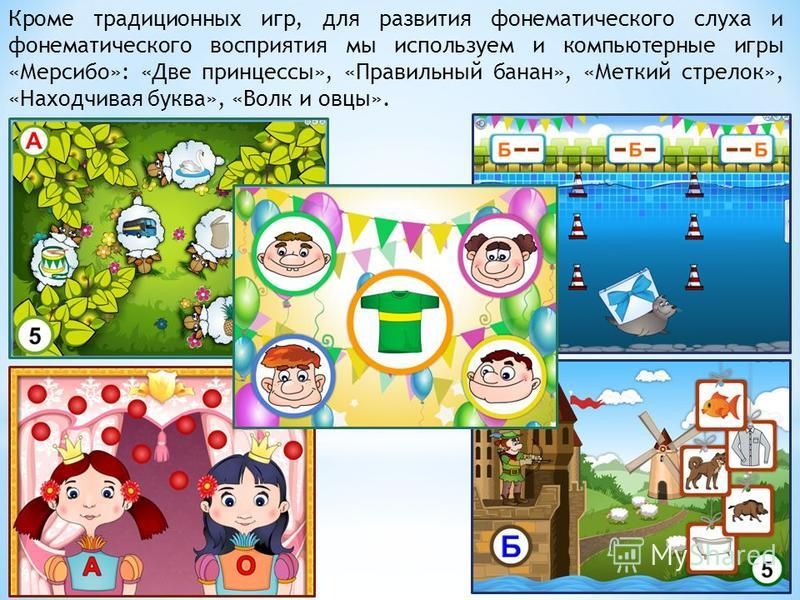 Кроме традиционных игр, для развития фонематического слуха и
фонематического восприятия мы используем и компьютерные игры
«Мерсибо»: «Две принцессы», «Правильный банан», «Меткий стрелок»,
«Находчивая буква», «Волк и овцы».
А
Б-- -Б- --Б
5
А О
Б
MyShared
5